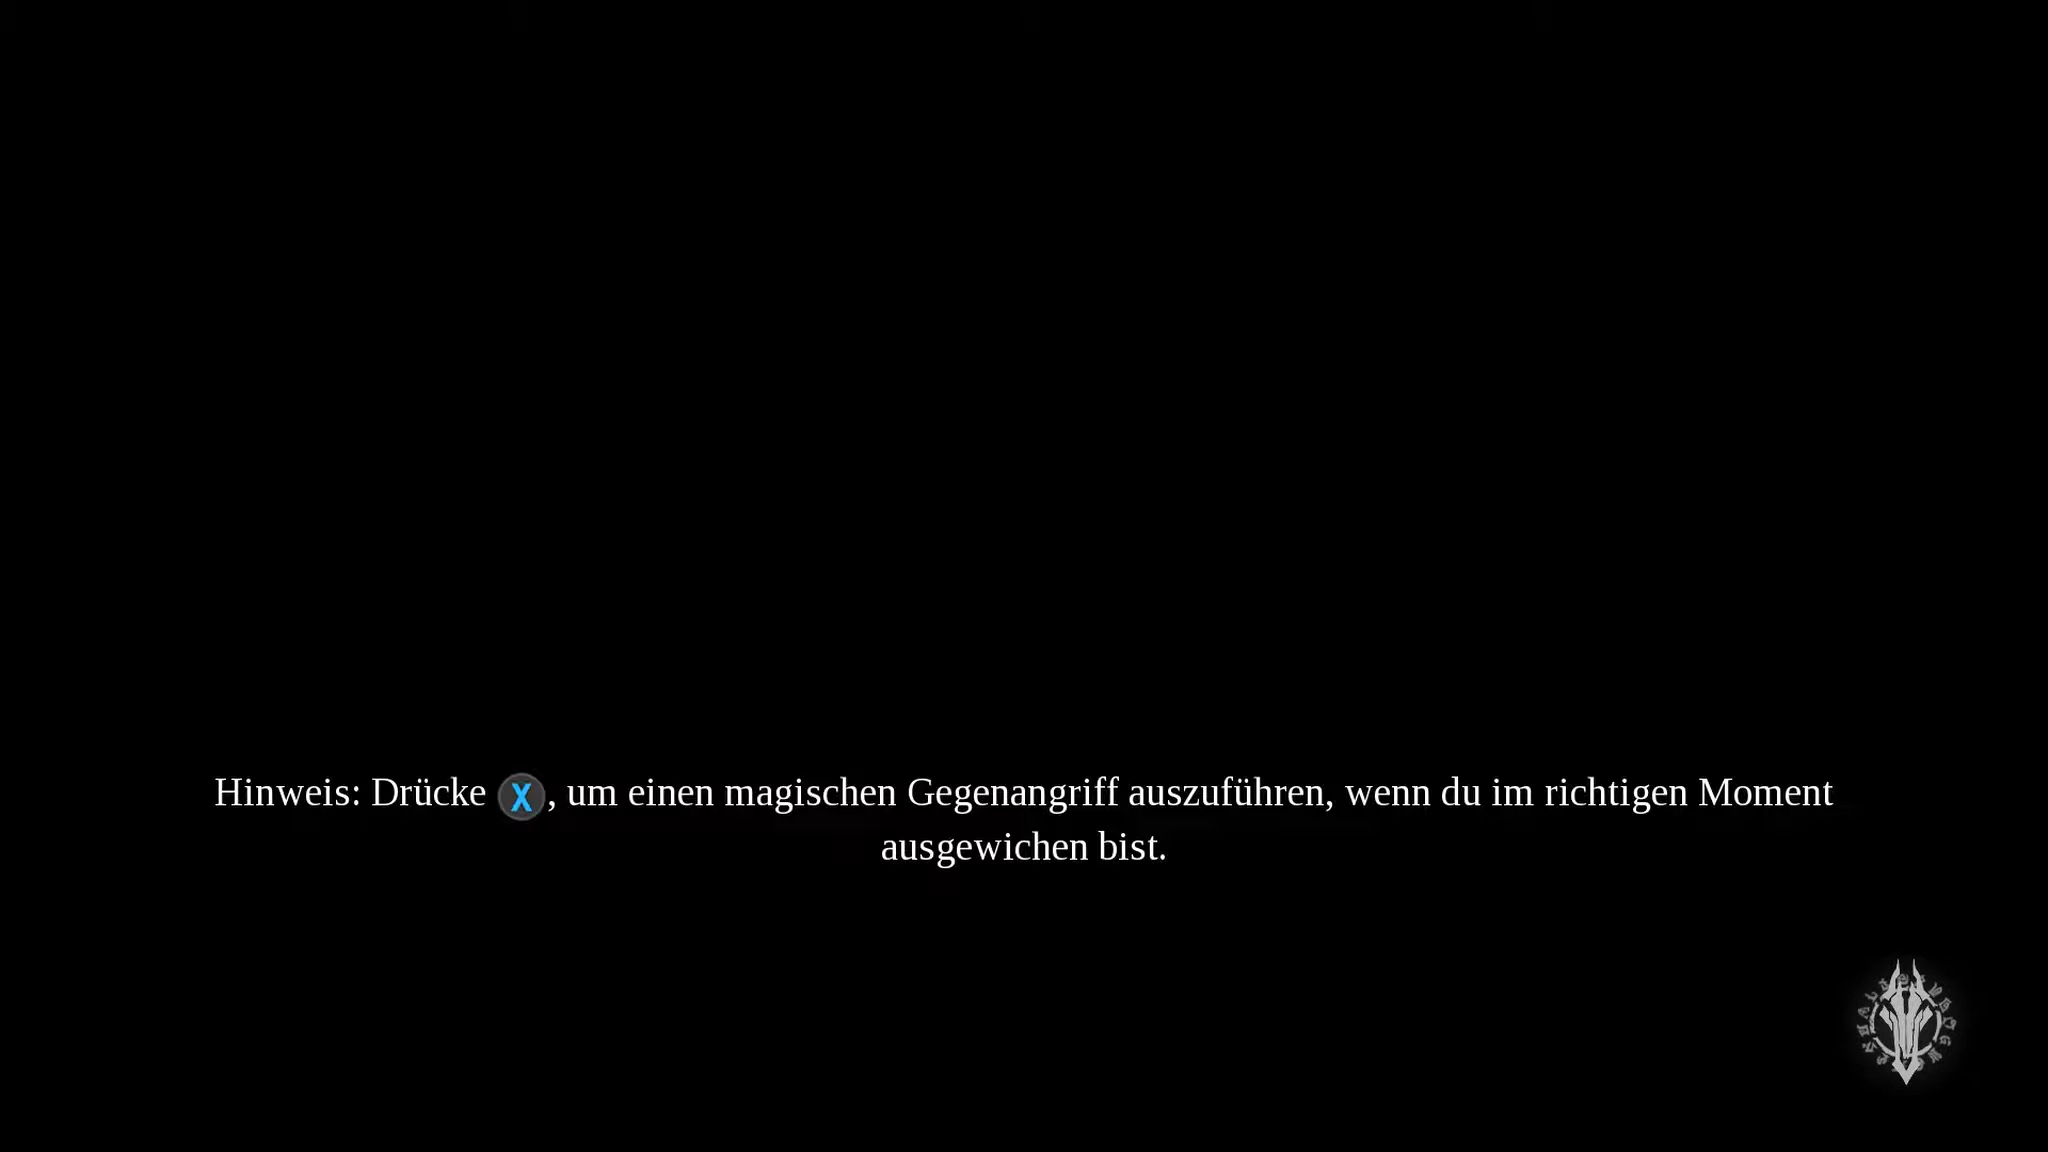 Hinweis: Drücke X, um einen magischen Gegenangriff auszuführen, wenn du im richtigen Moment
ausgewichen bist.